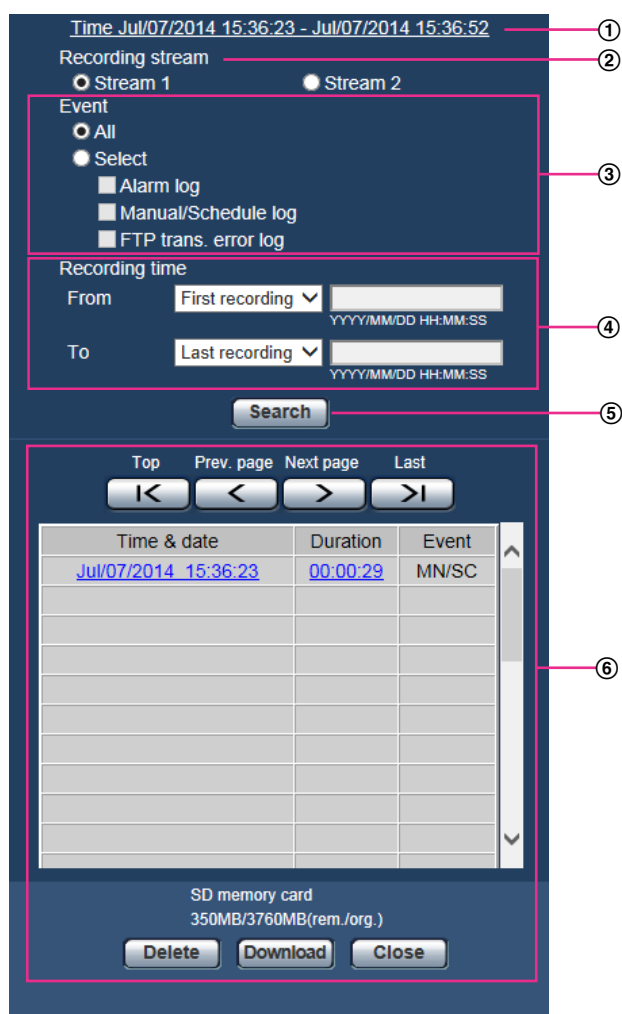 Time Jul/07/2014 15:36:23 - Jul/07/2014 15:36:52 ①
Recording stream ②
Stream 1 Stream 2
Event
All
Select ③
Alarm log
Manual/Schedule log
FTP trans. error log
Recording time
From First recording
YYYY/MM/DD HH:MM:SS ④
To Last recording
YYYY/MM/DD HH:MM:SS
Search ⑤
Top Prev. page Next page Last
Time & date Duration Event
Jul/07/2014 15:36:23 00:00:29 MN/SC
⑥
SD memory card
350MB/3760MB(rem./org.)
Delete Download Close